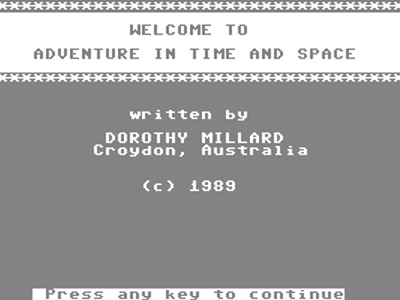 WELCOME TO
ADVENTURE IN TIME AND SPACE
written by
DOROTHY MILLARD
Croydon, Australia
(c) 1989
Press any key to continue